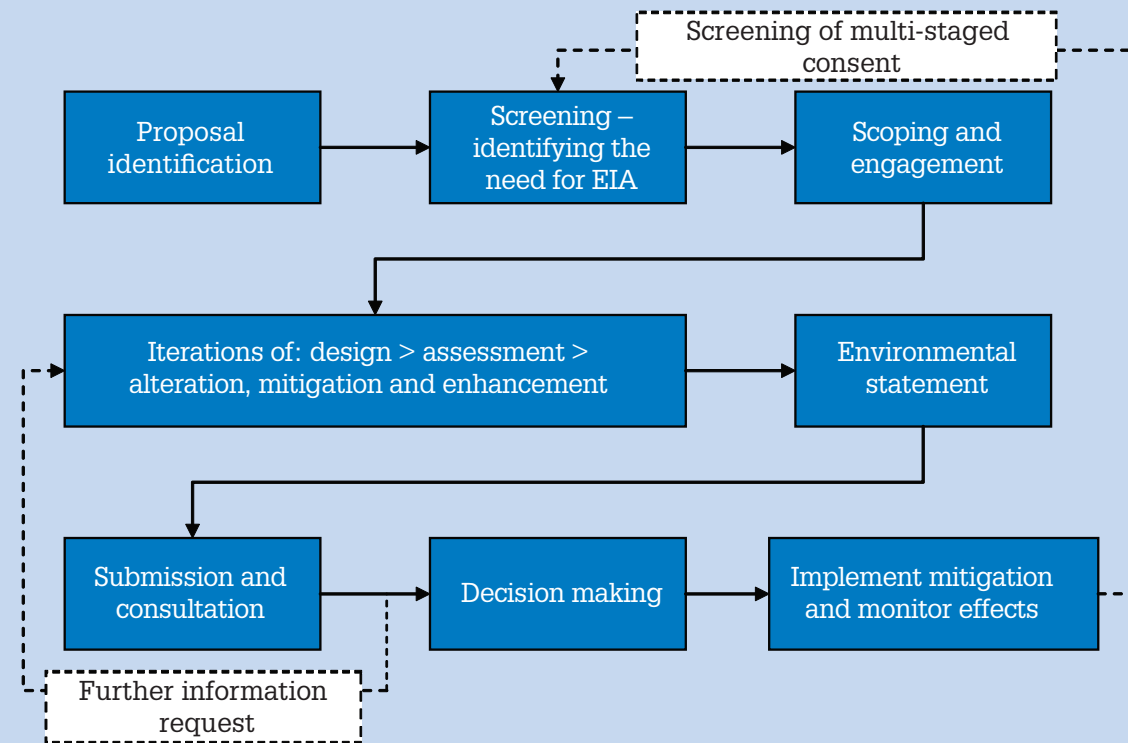 Screening of multi-staged
consent
Proposal
identification
Screening –
identifying the
need for EIA
Scoping and
engagement
Iterations of: design > assessment >
alteration, mitigation and enhancement
Environmental
statement
Submission and
consultation
Decision making
Implement mitigation
and monitor effects
Further information
request